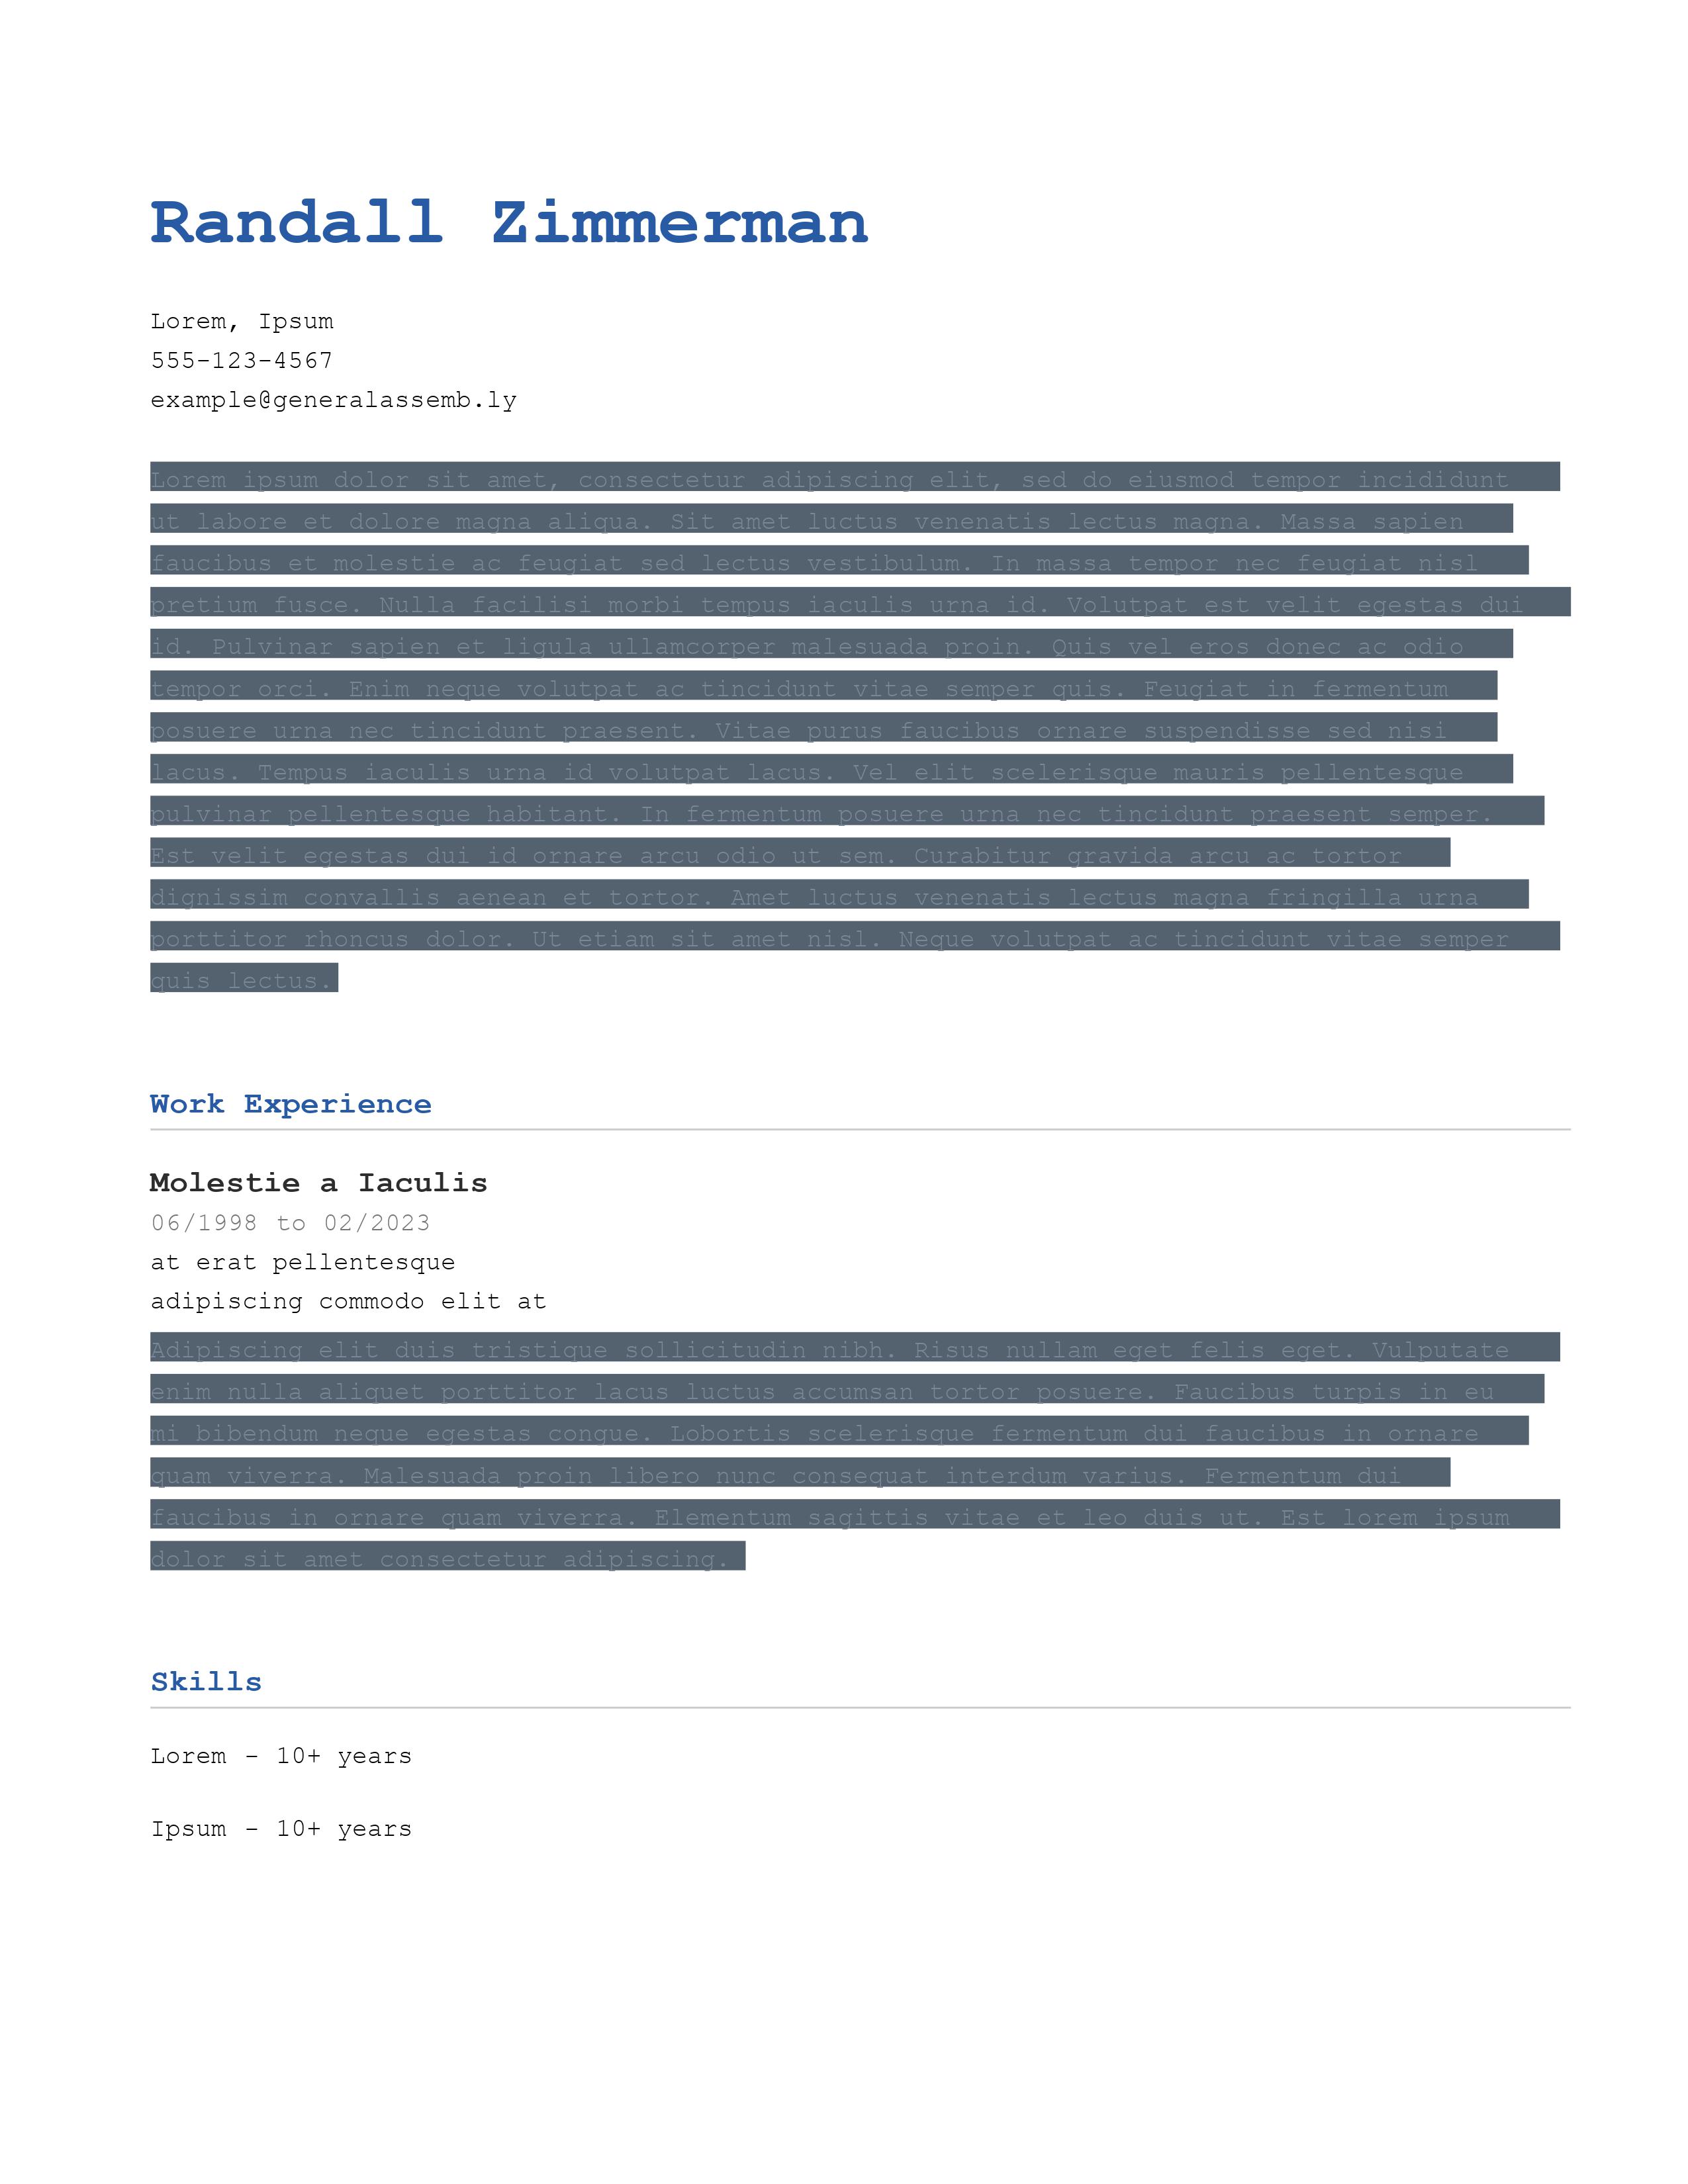 Randall Zimmerman
Lorem, Ipsum
555-123-4567
example@generalassemb.ly
Lorem ipsum dolor sit amet, consectetur adipiscing elit, sed do eiusmod tempor incididunt
ut labore et dolore magna aliqua. Sit amet luctus venenatis lectus magna. Massa sapien
faucibus et molestie ac feugiat sed lectus vestibulum. In massa tempor nec feugiat nisl
pretium fusce. Nulla facilisi morbi tempus iaculis urna id. Volutpat est velit egestas dui
id. Pulvinar sapien et ligula ullamcorper malesuada proin. Quis vel eros donec ac odio
tempor orci. Enim neque volutpat ac tincidunt vitae semper quis. Feugiat in fermentum
posuere urna nec tincidunt praesent. Vitae purus faucibus ornare suspendisse sed nisi
lacus. Tempus iaculis urna id volutpat lacus. Vel elit scelerisque mauris pellentesque
pulvinar pellentesque habitant. In fermentum posuere urna nec tincidunt praesent semper.
Est velit egestas dui id ornare arcu odio ut sem. Curabitur gravida arcu ac tortor
dignissim convallis aenean et tortor. Amet luctus venenatis lectus magna fringilla urna
porttitor rhoncus dolor. Ut etiam sit amet nisl. Neque volutpat ac tincidunt vitae semper
quis lectus.
Work Experience
Molestie a Iaculis
06/1998 to 02/2023
at erat pellentesque
adipiscing commodo elit at
Adipiscing elit duis tristique sollicitudin nibh. Risus nullam eget felis eget. Vulputate
enim nulla aliquet porttitor lacus luctus accumsan tortor posuere. Faucibus turpis in eu
mi bibendum neque egestas congue. Lobortis scelerisque fermentum dui faucibus in ornare
quam viverra. Malesuada proin libero nunc consequat interdum varius. Fermentum dui
faucibus in ornare quam viverra. Elementum sagittis vitae et leo duis ut. Est lorem ipsum
dolor sit amet consectetur adipiscing.
Skills
Lorem - 10+ years
Ipsum - 10+ years